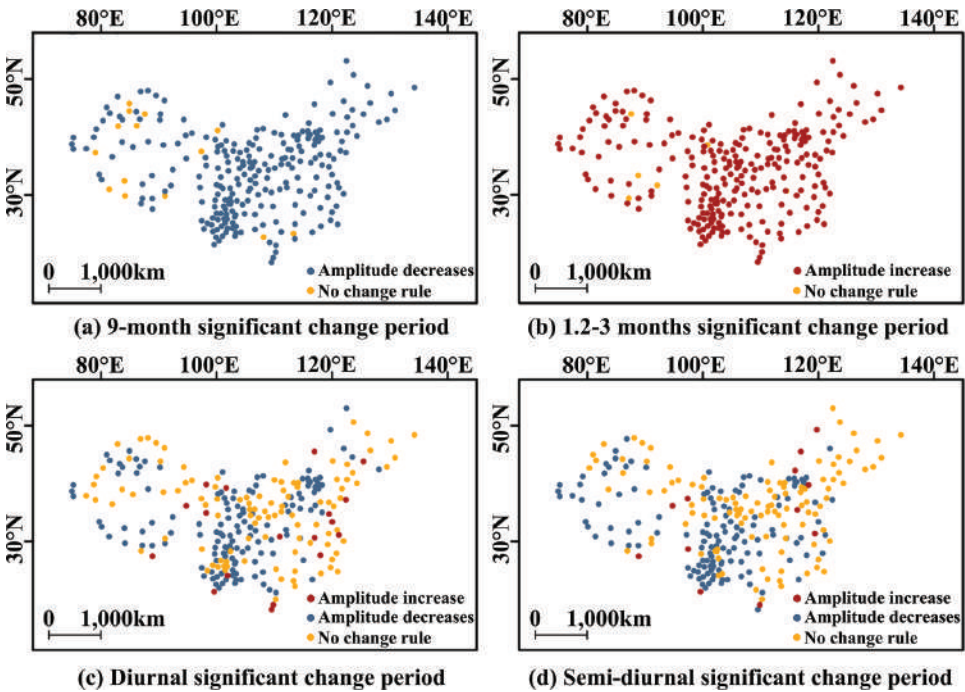 80°E 100°E 120°E 140°E
80°E 100°E 120°E 140°E
50°N
30°N
50°N
30°N
0 1,000km
Amplitude decreases
No change rule
0 1,000km
Amplitude increase
No change rule
(a) 9-month significant change period
(b) 1.2-3 months significant change period
80°E 100°E 120°E 140°E
80°E 100°E 120°E 140°E
50°N
30°N
50°N
30°N
0 1,000km
Amplitude increase
Amplitude decreases
No change rule
0 1,000km
Amplitude increase
Amplitude decreases
No change rule
(c) Diurnal significant change period
(d) Semi-diurnal significant change period